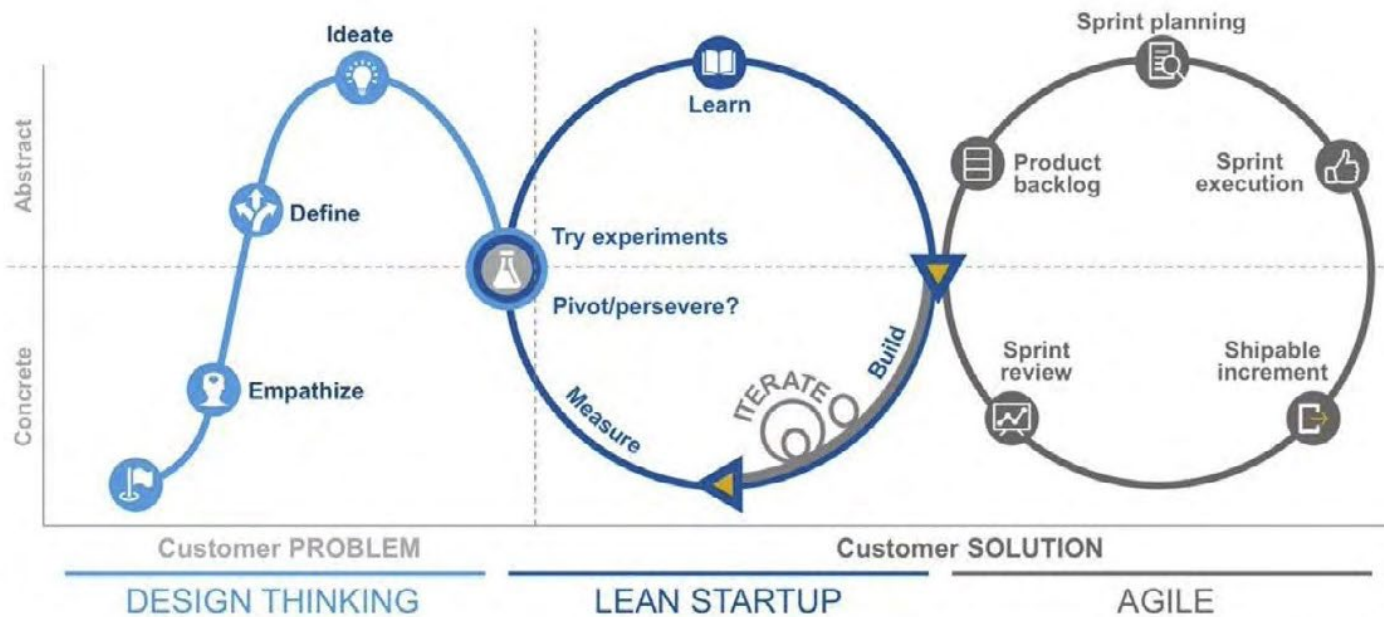 Ideate
Sprint planning
Learn
Abstract
Product
backlog
Sprint
execution
Define
Try experiments
Pivot/persevere?
Concrete
Empathize
Measure
ITERATE
Build
Sprint
review
Shipable
increment
Customer PROBLEM
Customer SOLUTION
DESIGN THINKING
LEAN STARTUP
AGILE